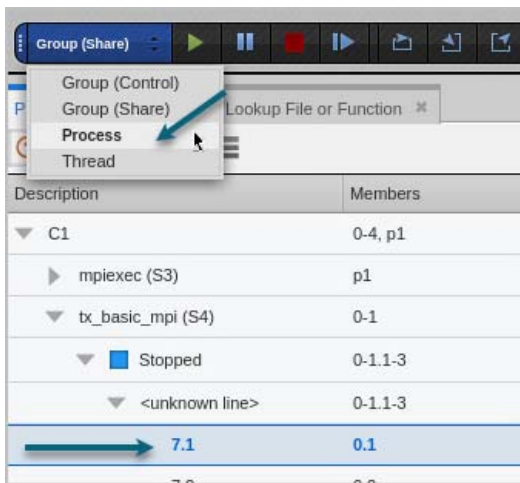 Group (Share)
Group (Control)
Group (Share)
Process
Thread
P
Lookup File or Function
Description Members
C1 0-4, p1
mpiexec (S3) p1
tx_basic_mpi (S4) 0-1
Stopped 0-1.1-3
<unknown line> 0-1.1-3
7.1 0.1